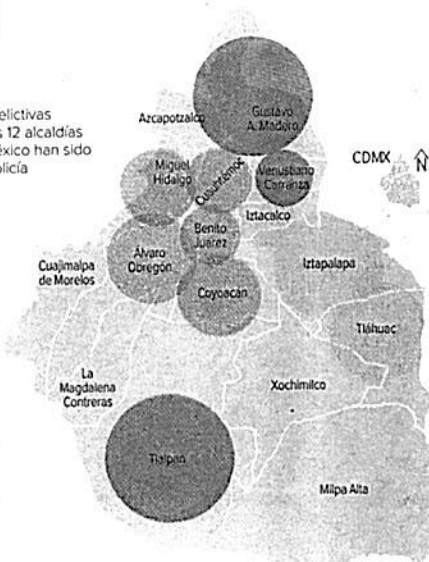 elictivas
s 12 alcaldías
éxico han sido
olicía
Azcapotzalco
Gustavo
A. Madero
CDMX
N
Miguel
Hidalgo
Cuauhtémoc
Venustiano
Carranza
Iztacalco
Benito
Juárez
Álvaro
Obregón
Cuajimalpa
de Morelos
Iztapalapa
Coyoacán
Tláhuac
La
Magdalena
Contreras
Xochimilco
Tlalpan
Milpa Alta